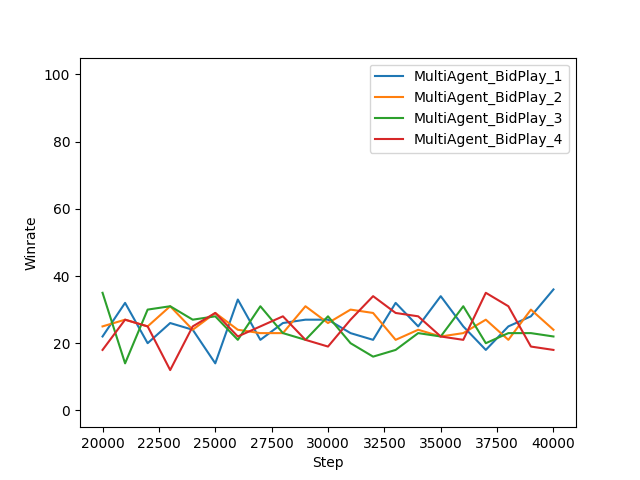 100
80
60
40
20
0
Winrate
MultiAgent_BidPlay_1
MultiAgent_BidPlay_2
MultiAgent_BidPlay_3
MultiAgent_BidPlay_4
20000 22500 25000 27500 30000 32500 35000 37500 40000
Step